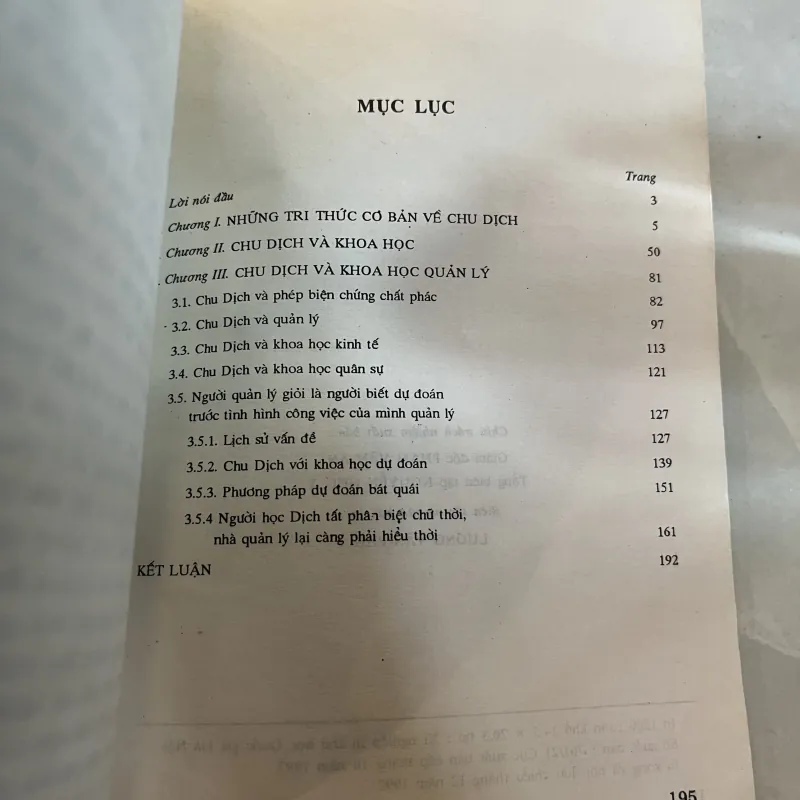 MỤC LỤC
Trang
Lời nói đầu 3
Chương I. NHỮNG TRI THỨC CƠ BẢN VỀ CHU DỊCH 5
Chương II. CHU DỊCH VÀ KHOA HỌC 50
Chương III. CHU DỊCH VÀ KHOA HỌC QUẢN LÝ 81
3.1. Chu Dịch và phép biện chứng chất phác 82
3.2. Chu Dịch và quản lý 97
3.3. Chu Dịch và khoa học kinh tế 113
3.4. Chu Dịch và khoa học quân sự 121
3.5. Người quản lý giỏi là người biết dự đoán
trước tình hình công việc của mình quản lý 127
3.5.1. Lịch sử vấn đề 127
3.5.2. Chu Dịch với khoa học dự đoán 139
3.5.3. Phương pháp dự đoán bát quái 151
3.5.4 Người học Dịch tất phân biệt chữ thời,
nhà quản lý lại càng phải hiểu thời 161
KẾT LUẬN 192
195